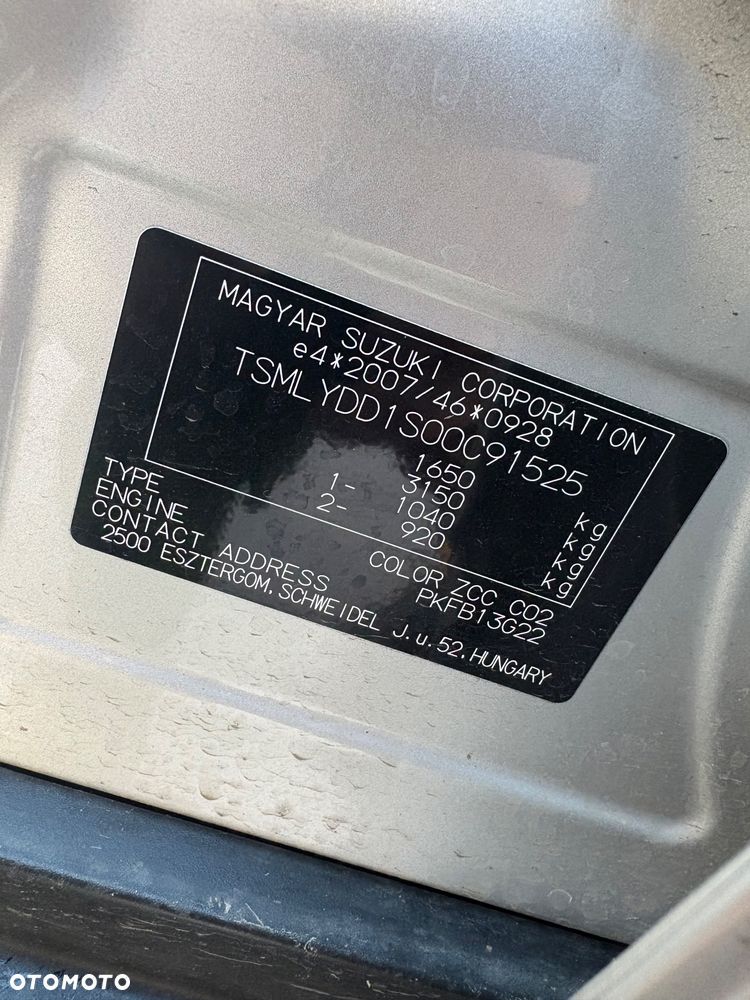 MAGYAR SUZUKI CORPORATION
e4*2007/46*0928
TSMLYDD1S00C91525
1650 kg
3150 kg
1- 1040 kg
2- 920 kg
TYPE
ENGINE
COLOR ZCC C02
CONTACT ADDRESS PKFB13G22
2500 ESZTERGOM, SCHWEIDEL J.u.52. HUNGARY
OTOMOTO